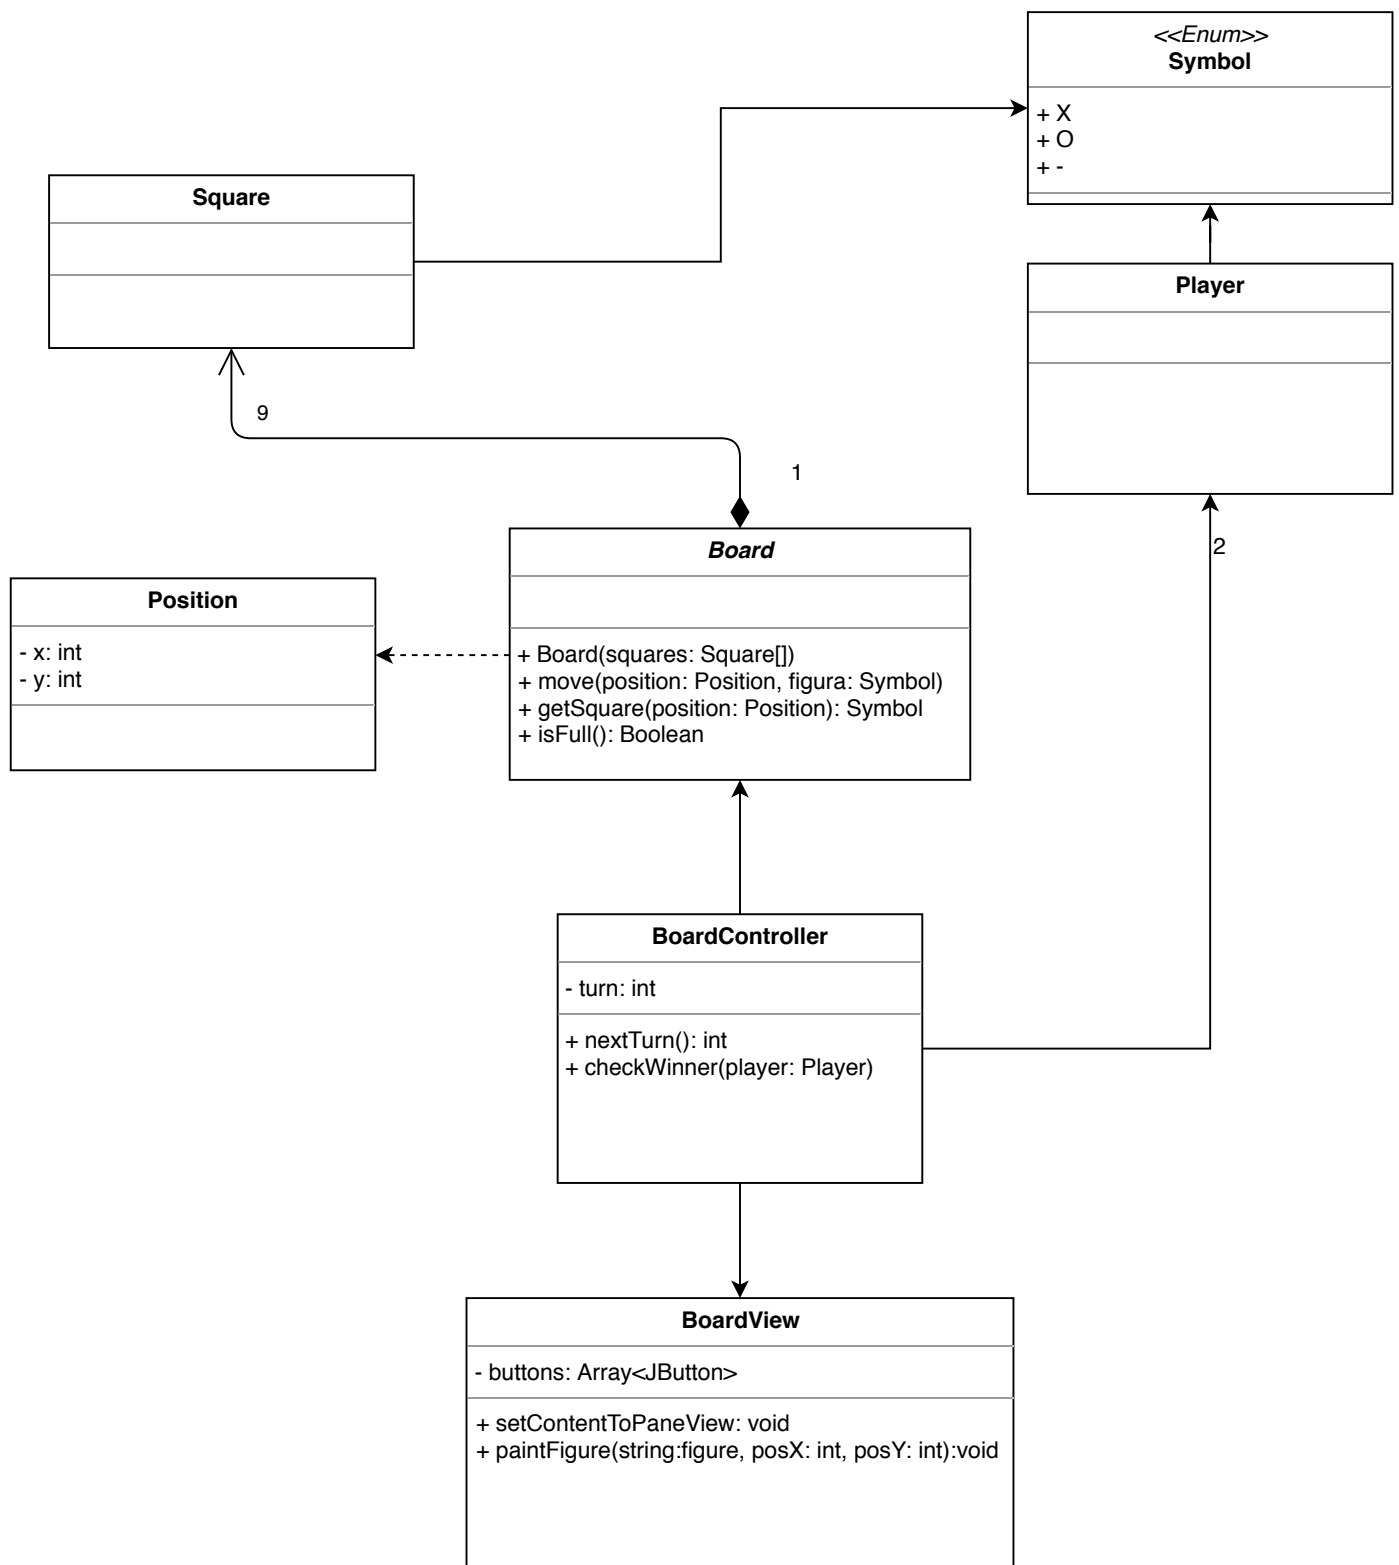 <<Enum>>
Symbol
+ X
+ O
+ -
Square
Player
9
1
2
Board
+ Board(squares: Square[])
+ move(position: Position, figura: Symbol)
+ getSquare(position: Position): Symbol
+ isFull(): Boolean
Position
- x: int
- y: int
BoardController
- turn: int
+ nextTurn(): int
+ checkWinner(player: Player)
BoardView
- buttons: Array<JButton>
+ setContentToPaneView: void
+ paintFigure(string:figure, posX: int, posY: int):void